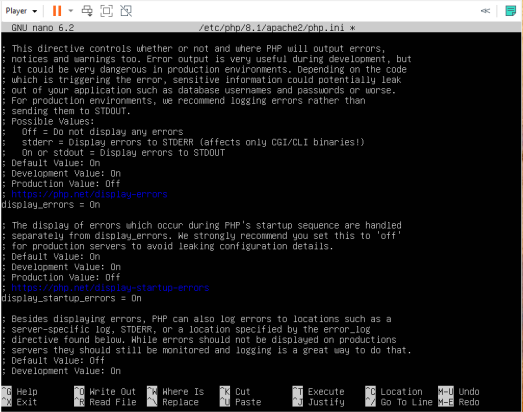 Player
GNU nano 6.2 /etc/php/8.1/apache2/php.ini *
; This directive controls whether or not and where PHP will output errors,
; notices and warnings too. Error output is very useful during development, but
; it could be very dangerous in production environments. Depending on the code
; which is triggering the error, sensitive information could potentially leak
; out of your application such as database usernames and passwords or worse.
; For production environments, we recommend logging errors rather than
; sending them to STDOUT.
; Possible Values:
;   Off = Do not display any errors
;   stderr = Display errors to STDERR (affects only CGI/CLI binaries!)
;   On or stdout = Display errors to STDOUT
; Default Value: On
; Development Value: On
; Production Value: Off
; https://php.net/display-errors
display_errors = On
; The display of errors which occur during PHP's startup sequence are handled
; separately from display_errors. We strongly recommend you set this to 'off'
; for production servers to avoid leaking configuration details.
; Default Value: On
; Development Value: On
; Production Value: Off
; https://php.net/display-startup-errors
display_startup_errors = On
; Besides displaying errors, PHP can also log errors to locations such as a
; server-specific log, STDERR, or a location specified by the error_log
; directive found below. While errors should not be displayed on productions
; servers they should still be monitored and logging is a great way to do that.
; Default Value: Off
; Development Value: On
^G Help ^O Write Out ^W Where Is ^K Cut ^T Execute ^C Location M-U Undo
^X Exit ^R Read File ^\ Replace ^U Paste ^J Justify ^/ Go To Line M-E Redo